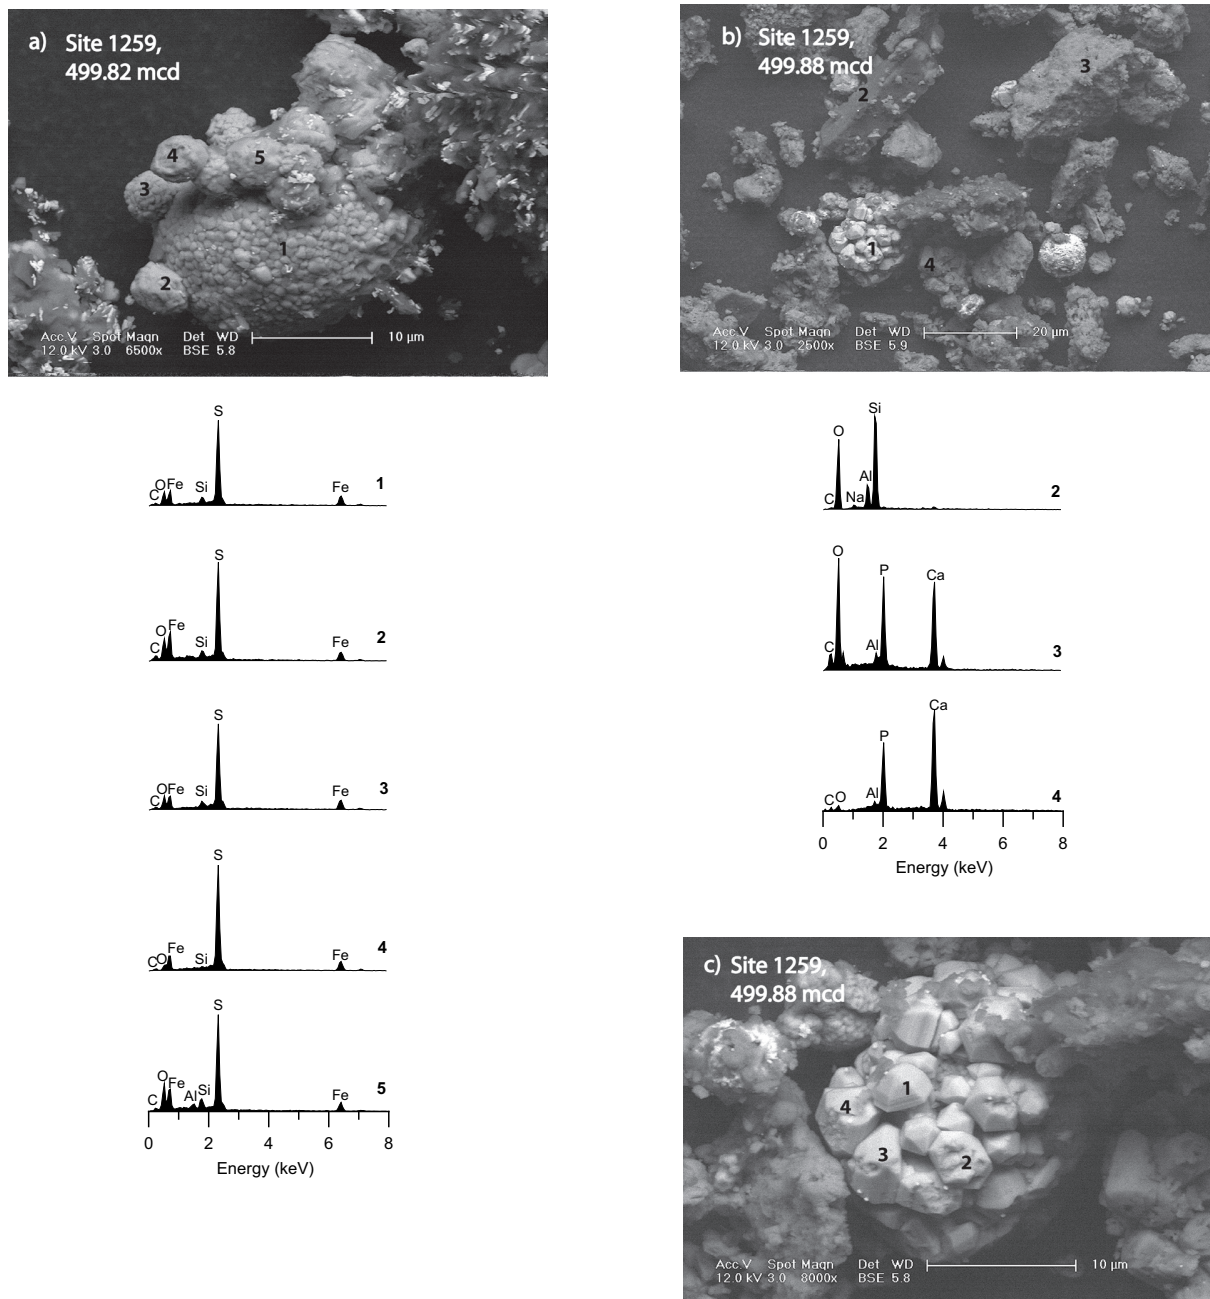 a) Site 1259,
499.82 mcd
4
5
3
1
2
Acc.V Spot Magn Det WD
12.0 kV 3.0 6500x BSE 5.8
10 µm
S
C O Fe Si Fe 1
S
C O Fe Si Fe 2
S
C O Fe Si Fe 3
S
C O Fe Si Fe 4
S
C O Fe Al Si Fe 5
0 2 4 6 8
Energy (keV)
b) Site 1259,
499.88 mcd
2
3
1
4
Acc.V Spot Magn Det WD
12.0 kV 3.0 2500x BSE 5.9
20 µm
Si
O
Al
C Na 2
O
P Ca
C Al 3
Ca
P
C O Al 4
0 2 4 6 8
Energy (keV)
c) Site 1259,
499.88 mcd
1
4
3
2
Acc.V Spot Magn Det WD
12.0 kV 3.0 8000x BSE 5.8
10 µm